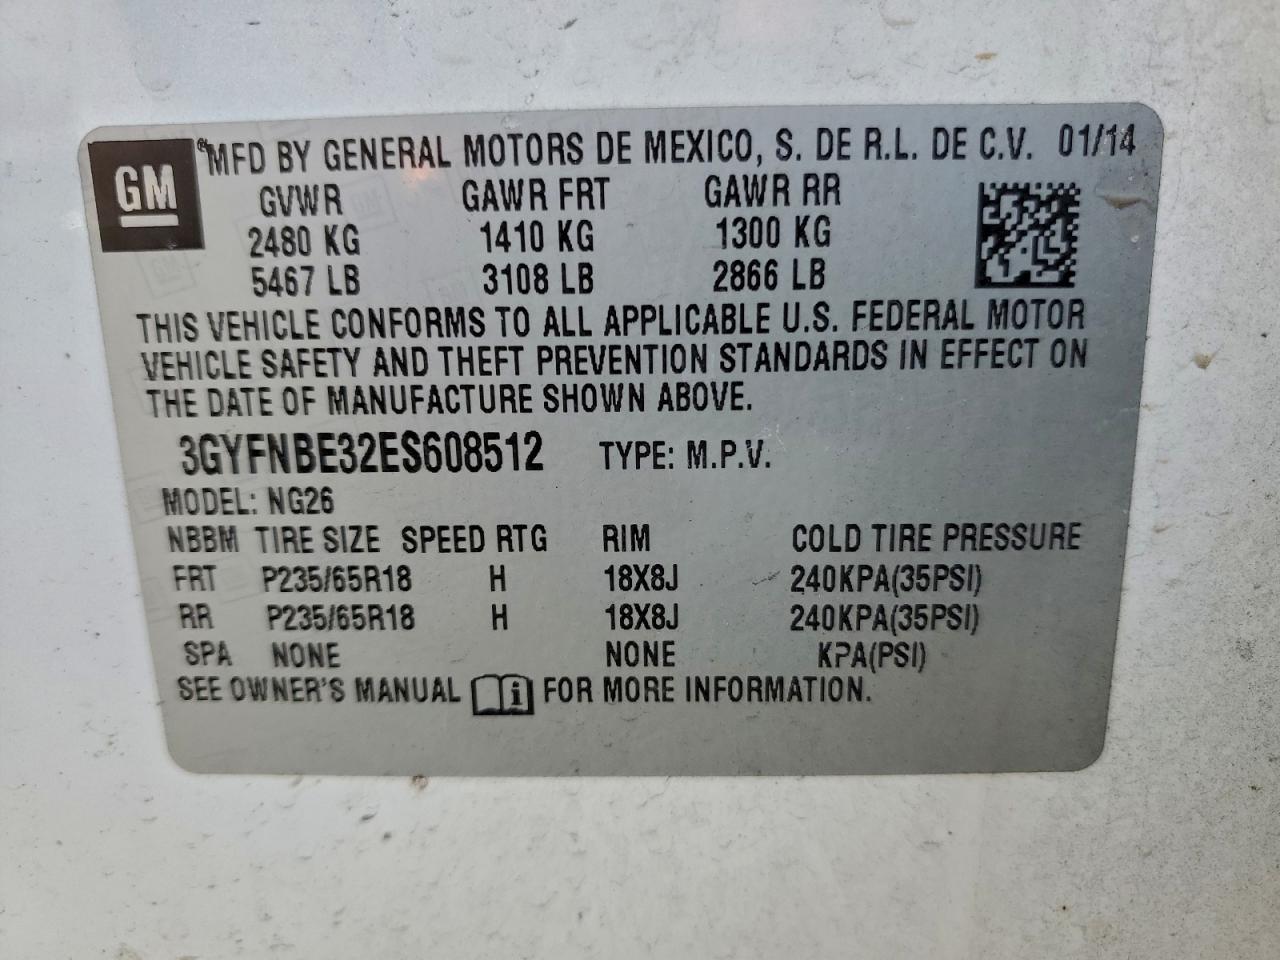 GM ® MFD BY GENERAL MOTORS DE MEXICO, S. DE R.L. DE C.V. 01/14
GVWR GAWR FRT GAWR RR
2480 KG 1410 KG 1300 KG
5467 LB 3108 LB 2866 LB
THIS VEHICLE CONFORMS TO ALL APPLICABLE U.S. FEDERAL MOTOR
VEHICLE SAFETY AND THEFT PREVENTION STANDARDS IN EFFECT ON
THE DATE OF MANUFACTURE SHOWN ABOVE.
3GYFNBE32ES608512 TYPE: M.P.V.
MODEL: NG26
NBBM TIRE SIZE SPEED RTG RIM COLD TIRE PRESSURE
FRT P235/65R18 H 18X8J 240KPA(35PSI)
RR P235/65R18 H 18X8J 240KPA(35PSI)
SPA NONE NONE KPA(PSI)
SEE OWNER'S MANUAL i FOR MORE INFORMATION.